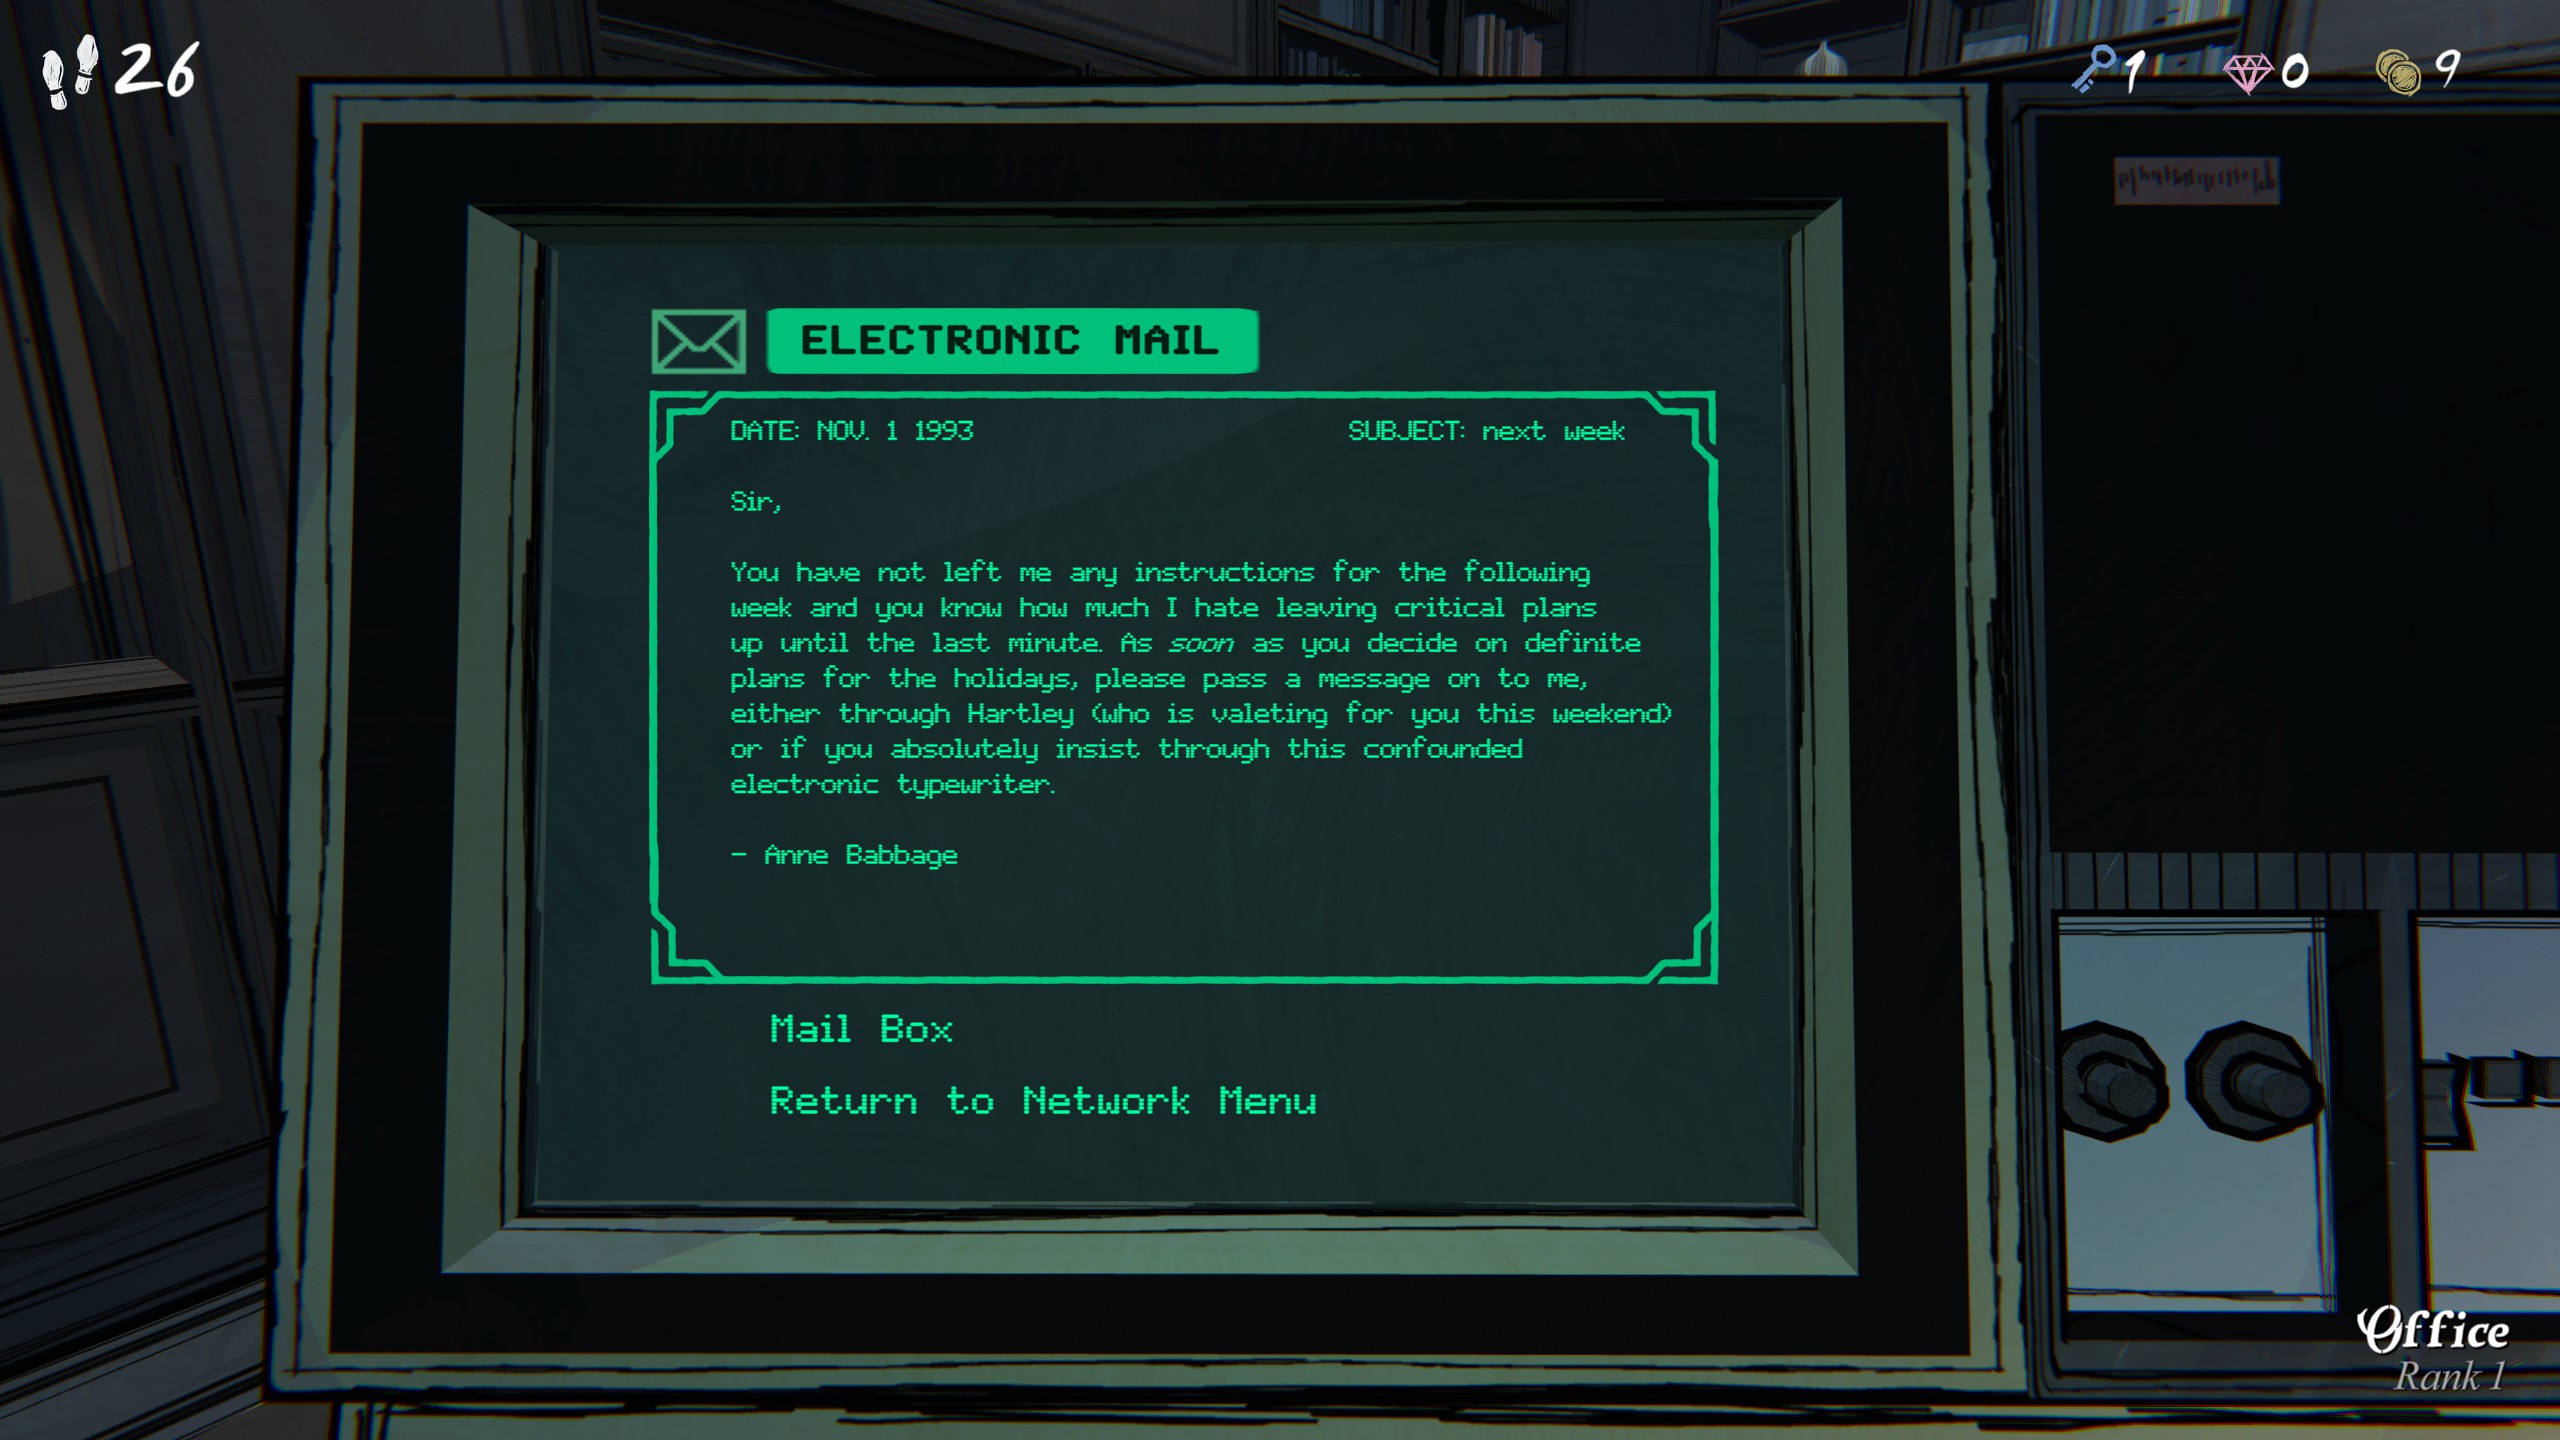 26
1
0
9
ELECTRONIC MAIL
DATE: NOV. 1 1993
SUBJECT: next week
Sir,
You have not left me any instructions for the following
week and you know how much I hate leaving critical plans
up until the last minute. As soon as you decide on definite
plans for the holidays, please pass a message on to me,
either through Hartley (who is valeting for you this weekend)
or if you absolutely insist through this confounded
electronic typewriter.
- Anne Babbage
Mail Box
Return to Network Menu
Office
Rank 1